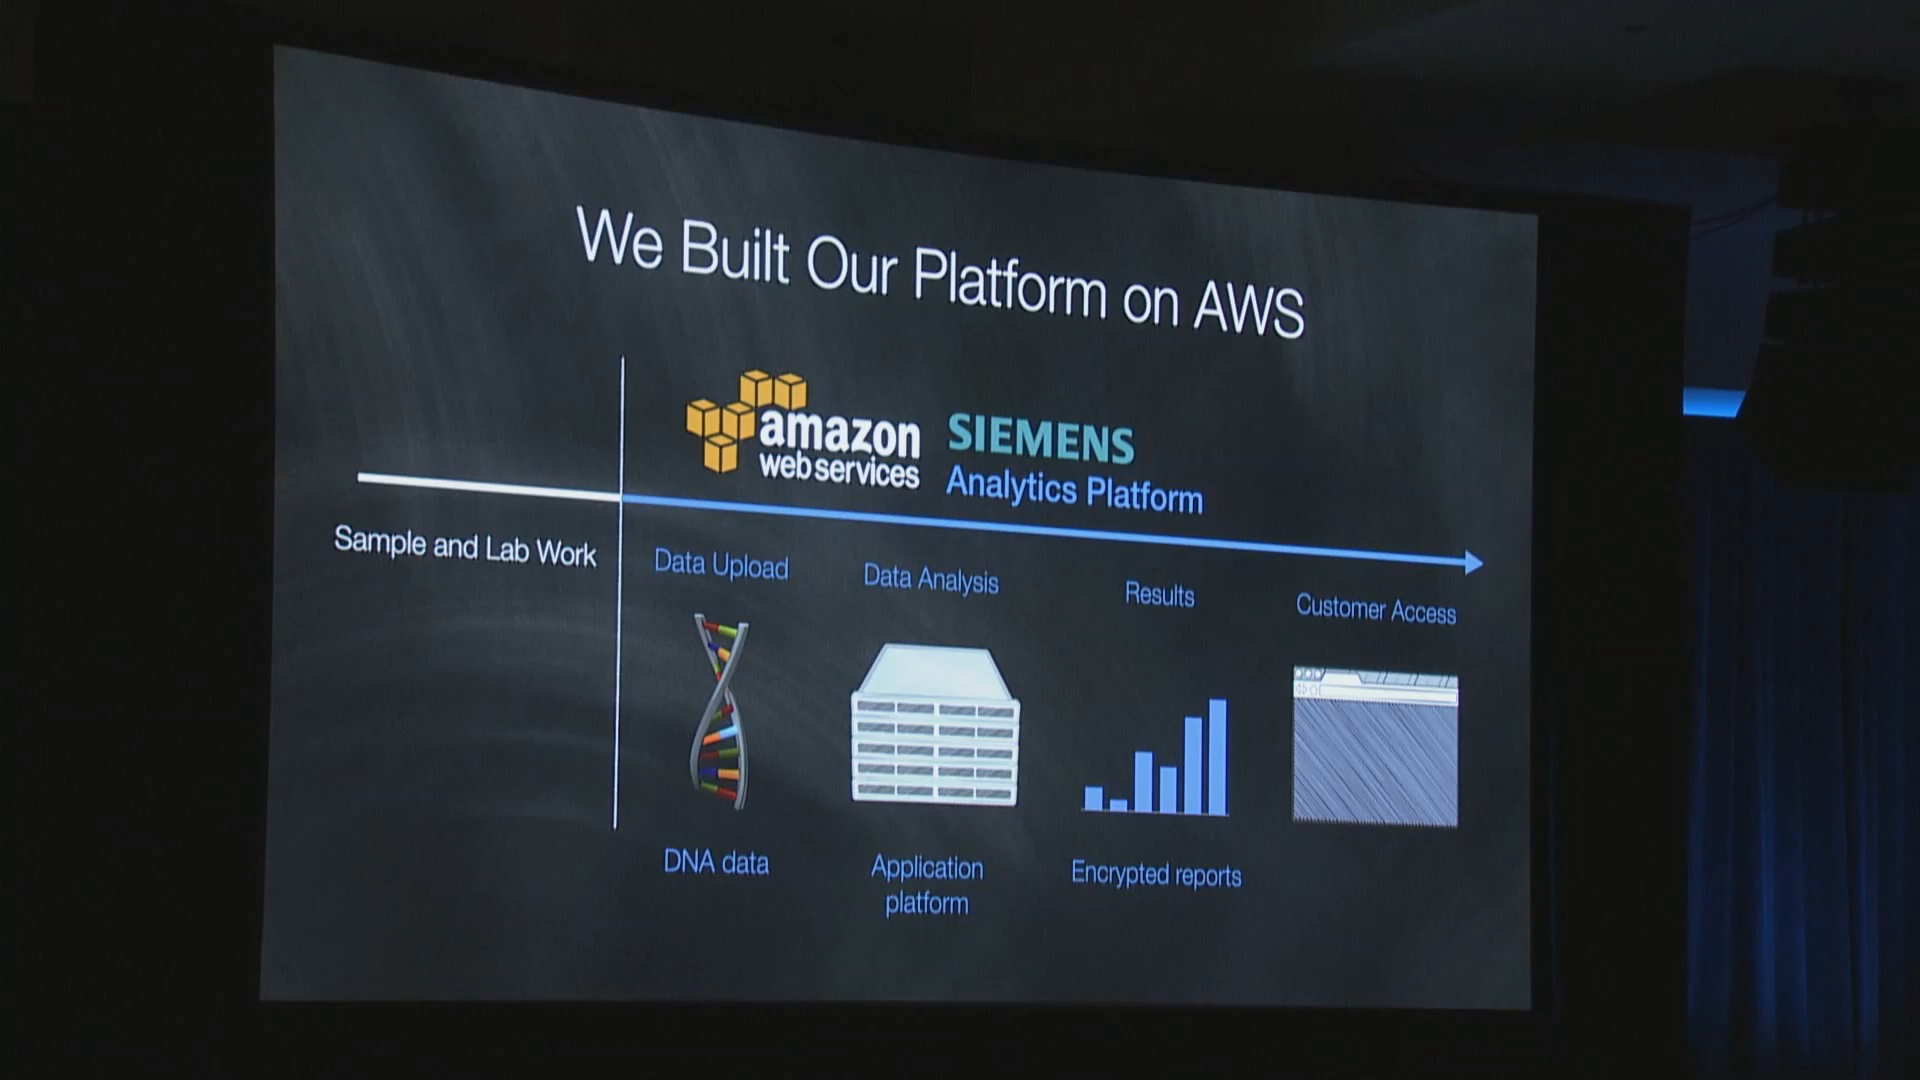 We Built Our Platform on AWS
amazon
web services
SIEMENS
Analytics Platform
Sample and Lab Work
Data Upload
Data Analysis
Results
Customer Access
DNA data
Application
platform
Encrypted reports